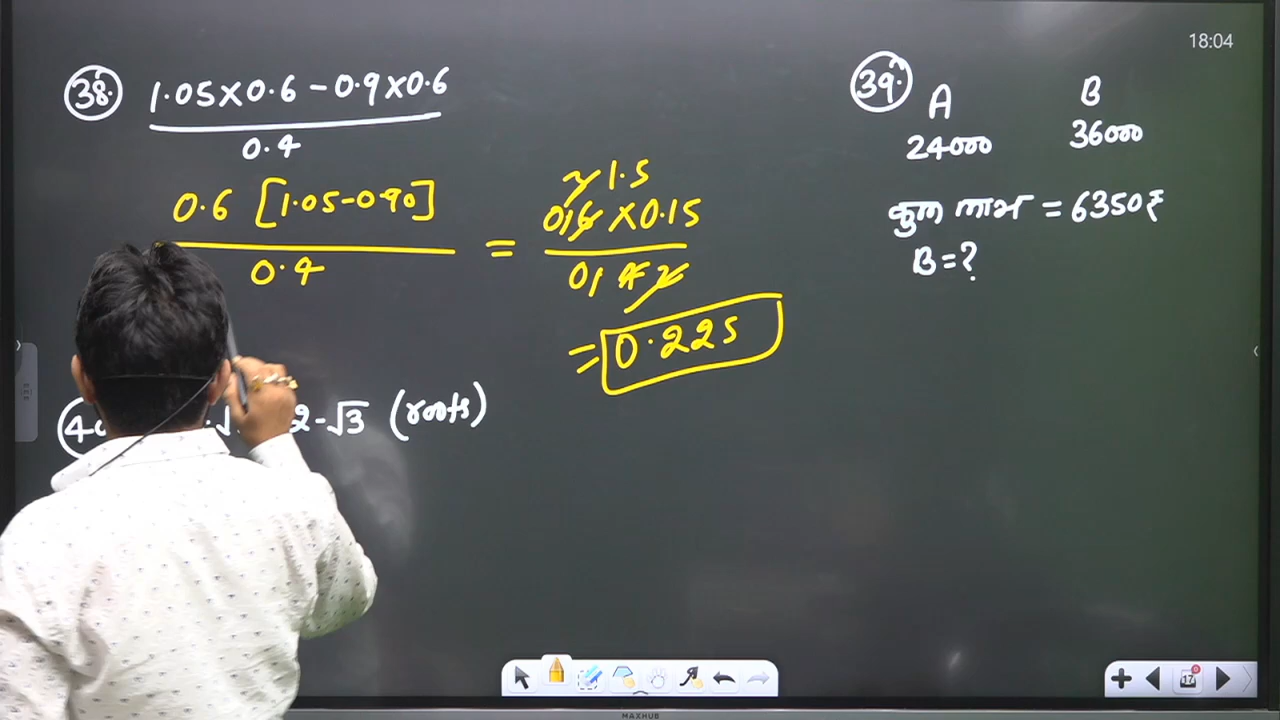 18:04
38. 1.05×0.6 - 0.9×0.6
0.4
0.6 [1.05-0.90]
0.4
= 0.6 × 0.15
0.4
2 1.5
= 0.225
39. A B
24000 36000
कुल लाभ = 6350₹
B = ?
2-√3 (roots)
17
MAXHUB